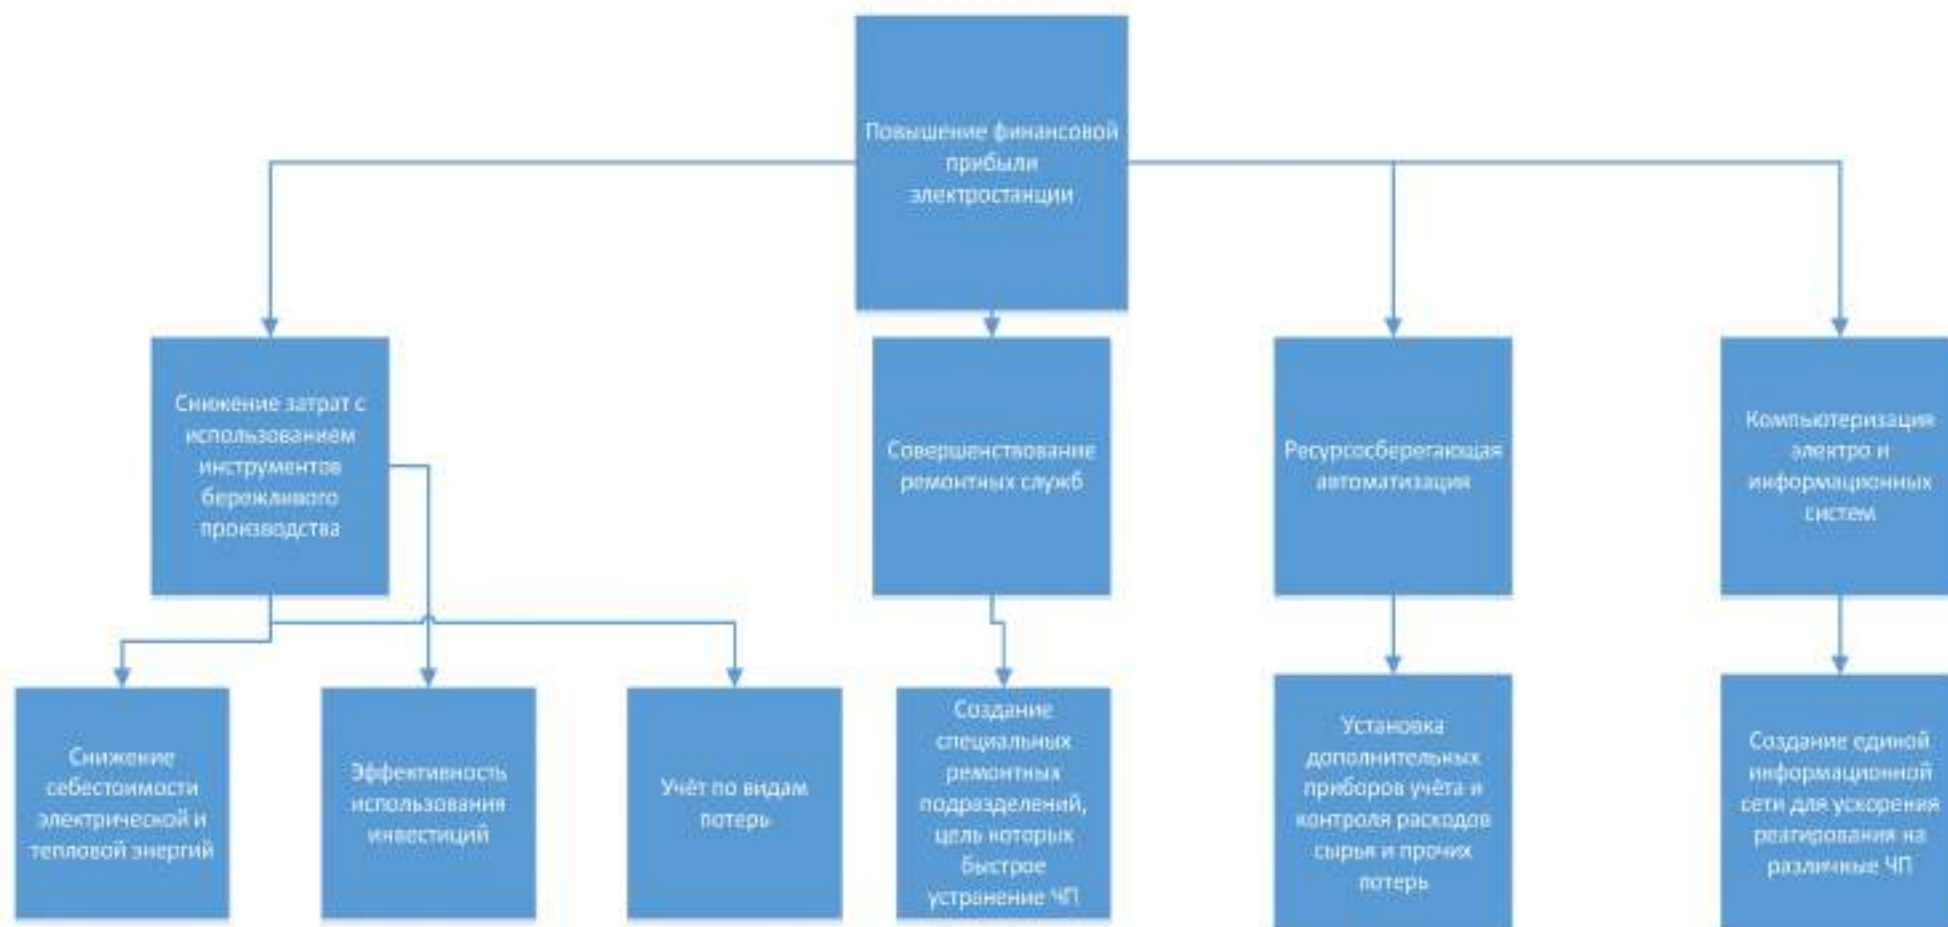 Повышение финансовой
прибыли
электростанции
Снижение затрат с
использованием
инструментов
бережливого
производства
Совершенствование
ремонтных служб
Ресурсосберегающая
автоматизация
Компьютеризация
электро и
информационных
систем
Снижение
себестоимости
электрической и
тепловой энергий
Эффективность
использования
инвестиций
Учёт по видам
потерь
Создание
специальных
ремонтных
подразделений,
цель которых
быстрое
устранение ЧП
Установка
дополнительных
приборов учёта и
контроля расходов
сырья и прочих
потерь
Создание единой
информационной
сети для ускорения
реагирования на
различные ЧП